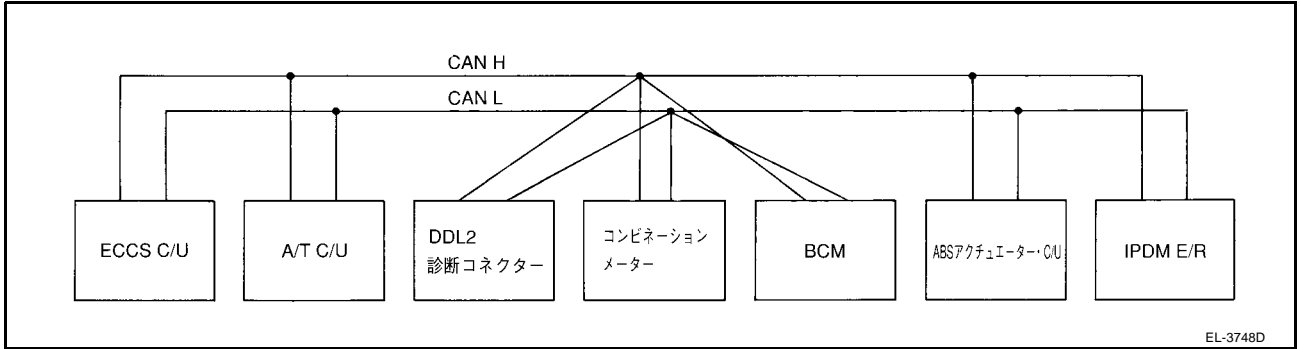 CAN H
CAN L
ECCS C/U
A/T C/U
DDL2
診断コネクター
コンビネーション
メーター
BCM
ABSアクチュエーター・C/U
IPDM E/R
EL-3748D